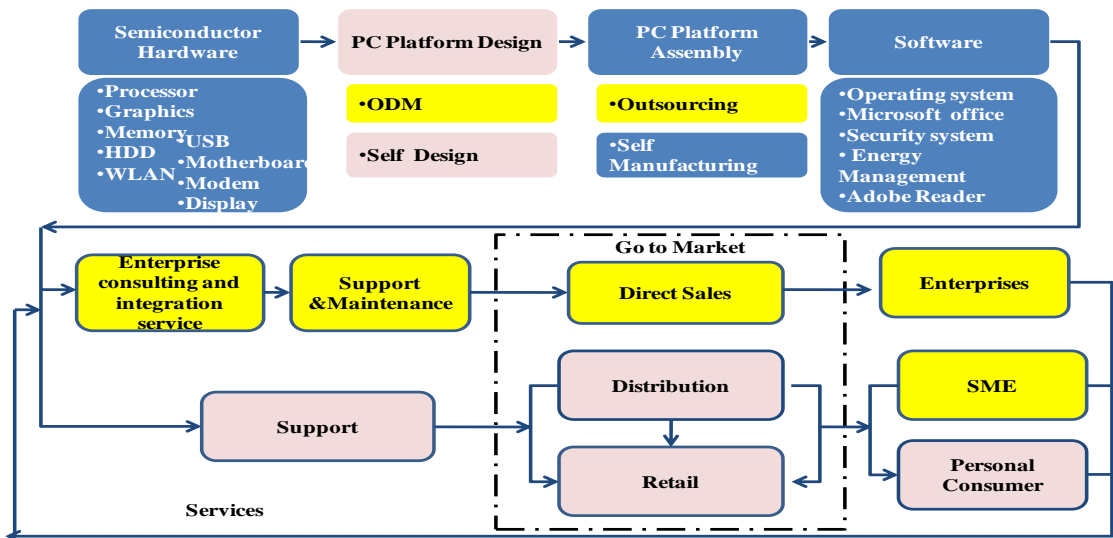 Semiconductor
Hardware
PC Platform Design
PC Platform
Assembly
Software
•Processor
•Graphics
•Memory
•HDD
•WLAN
•USB
•Motherboard
•Modem
•Display
•ODM
•Self Design
•Outsourcing
•Self
Manufacturing
•Operating system
•Microsoft office
•Security system
• Energy
Management
•Adobe Reader
Go to Market
Enterprise
consulting and
integration
service
Support
&Maintenance
Direct Sales
Enterprises
Distribution
SME
Support
Retail
Personal
Consumer
Services